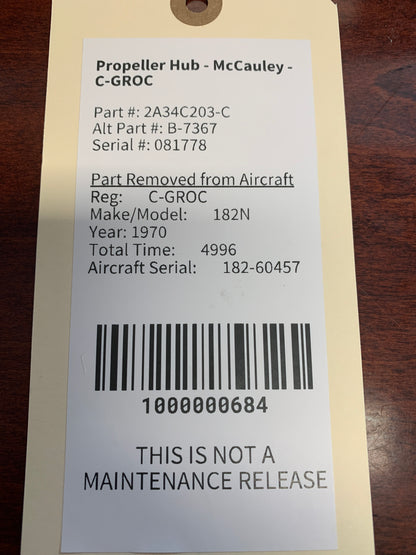 Propeller Hub - McCauley -
C-GROC
Part #: 2A34C203-C
Alt Part #: B-7367
Serial #: 081778
Part Removed from Aircraft
Reg: C-GROC
Make/Model: 182N
Year: 1970
Total Time: 4996
Aircraft Serial: 182-60457
1000000684
THIS IS NOT A
MAINTENANCE RELEASE